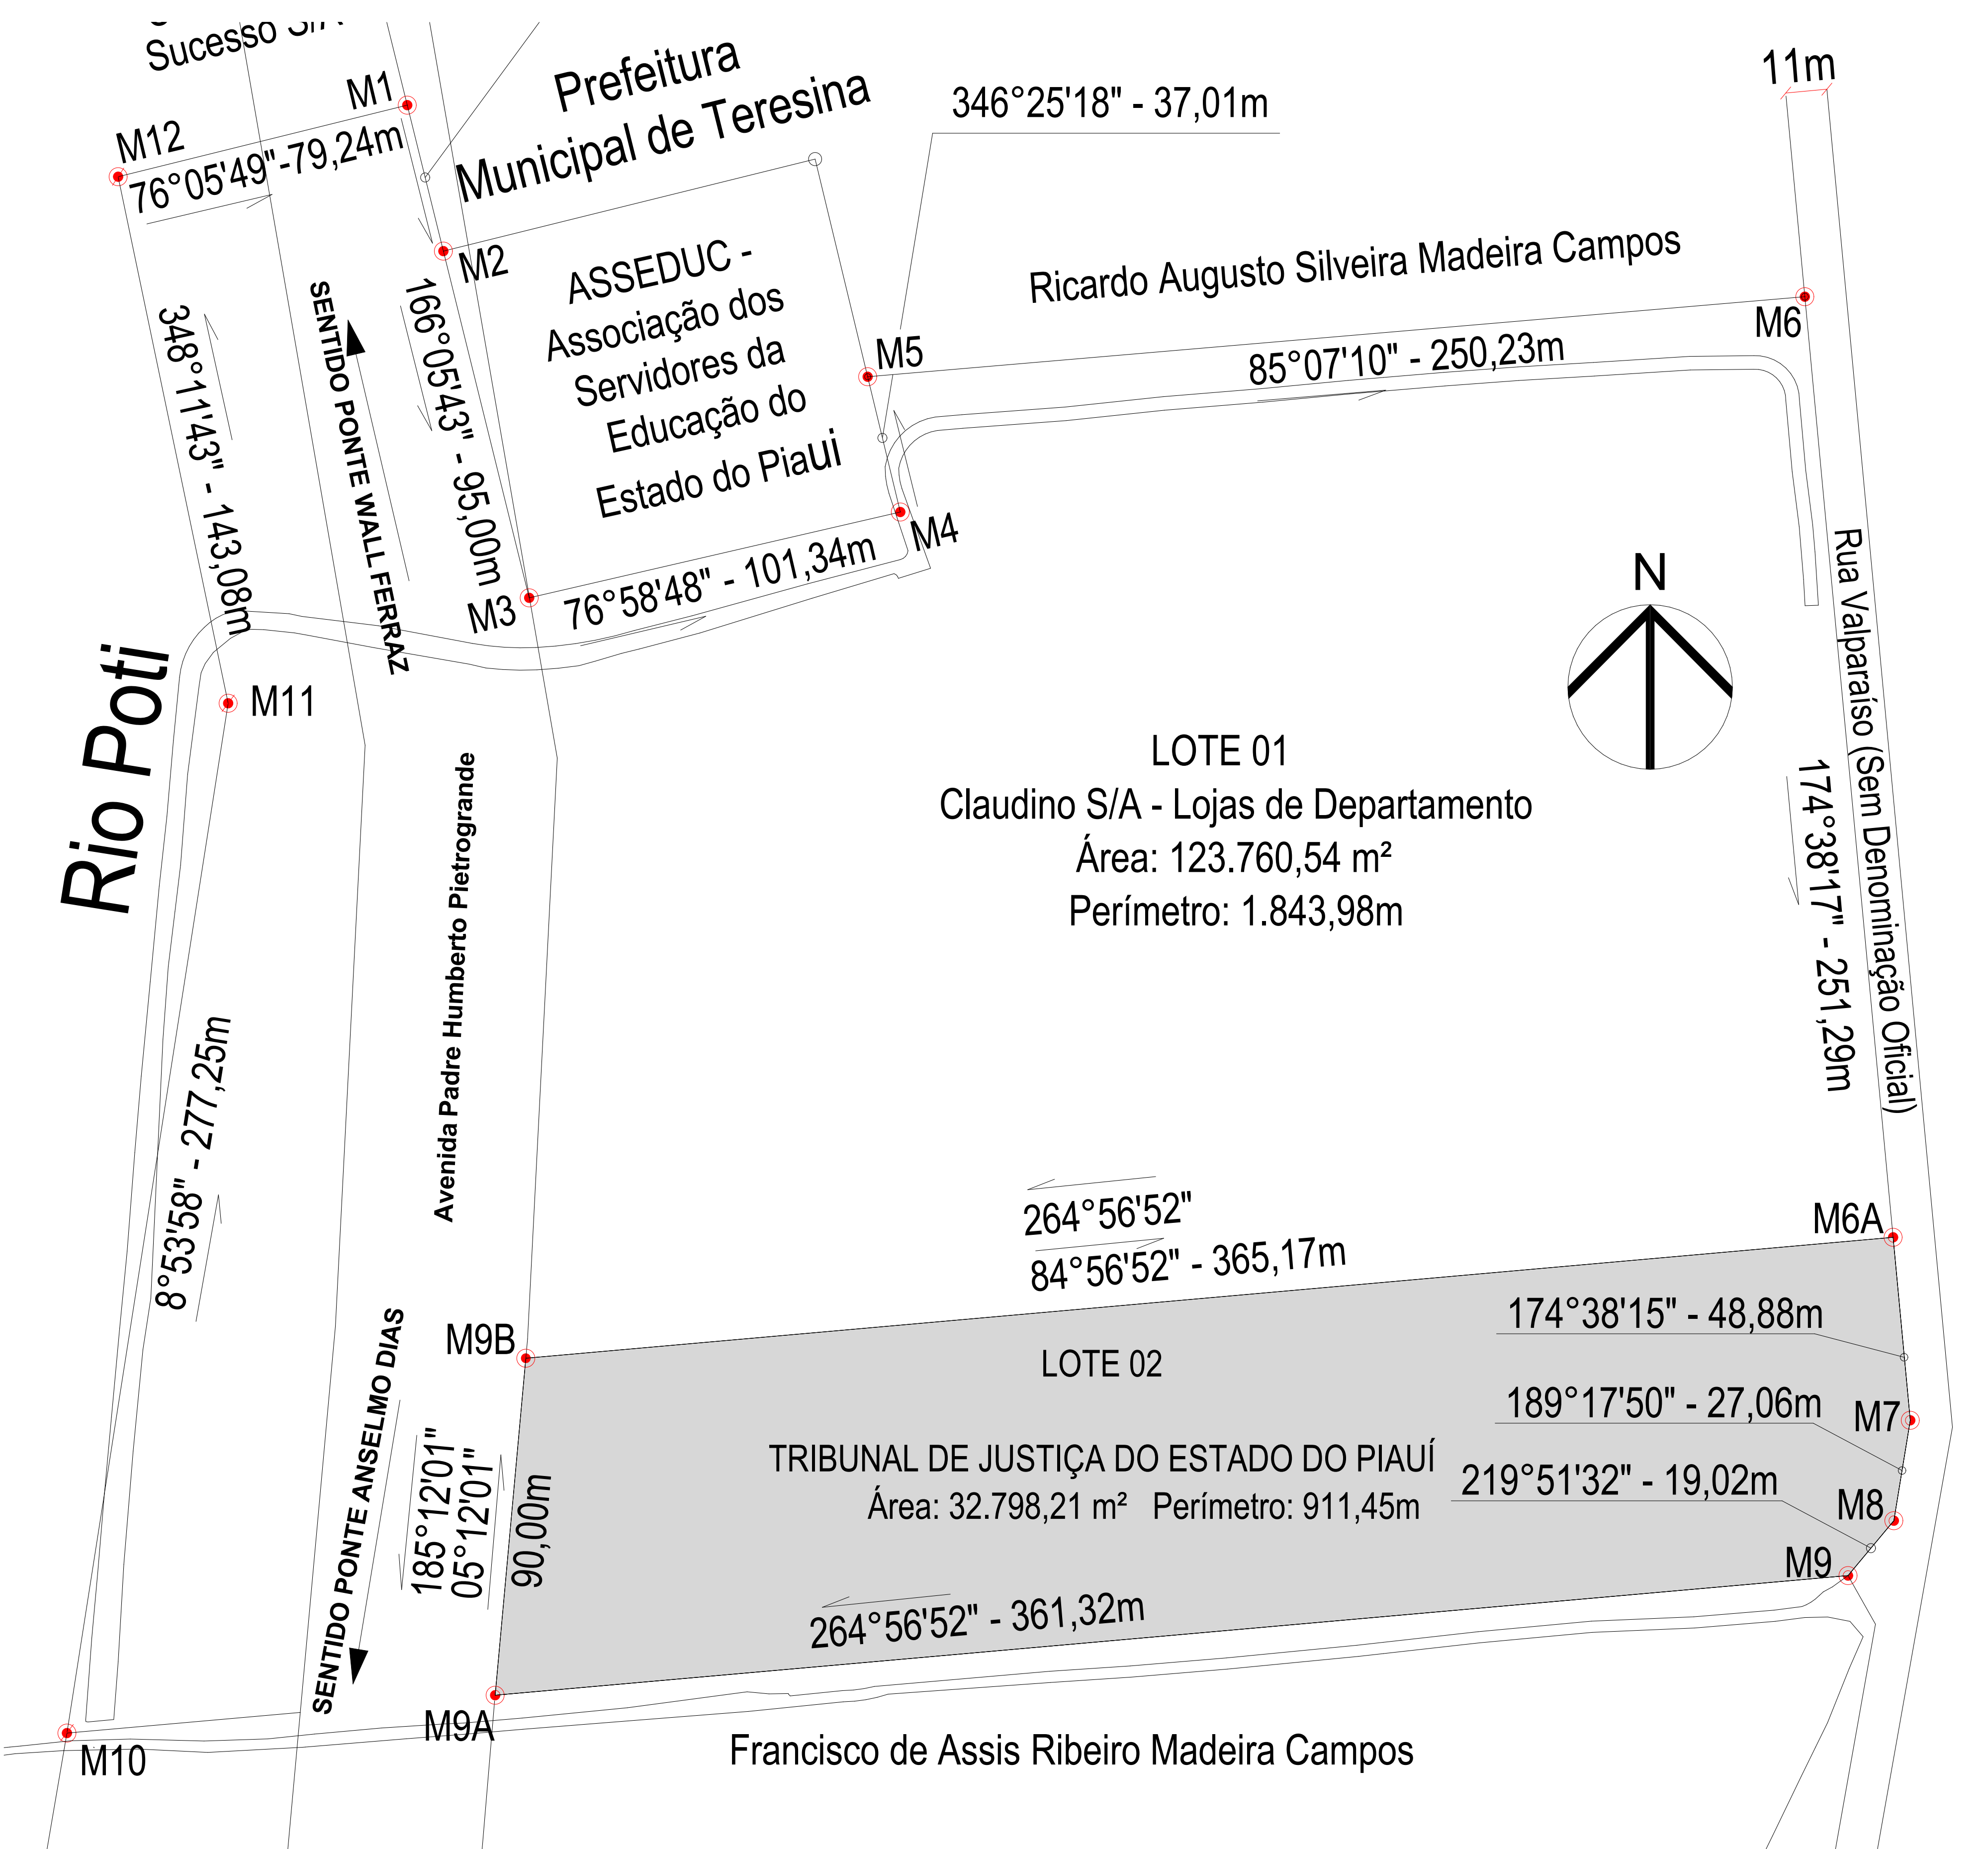 Sucesso S/A
M1
M12
76°05'49"-79,24m
Prefeitura
Municipal de Teresina
346°25'18" - 37,01m
11m
M2
ASSEDUC -
Associação dos
Servidores da
Educação do
Estado do Piauí
Ricardo Augusto Silveira Madeira Campos
M5
M6
85°07'10" - 250,23m
348°11'43" - 143,08m
SENTIDO PONTE WALL FERRAZ
166°05'43" - 95,00m
M4
M3
76°58'48" - 101,34m
N
Rua Valparaíso (Sem Denominação Oficial)
Rio Poti
M11
LOTE 01
Claudino S/A - Lojas de Departamento
Área: 123.760,54 m²
Perímetro: 1.843,98m
174°38'17" - 251,29m
Avenida Padre Humberto Pietrogrande
8°53'58" - 277,25m
264°56'52"
84°56'52" - 365,17m
M6A
M9B
LOTE 02
174°38'15" - 48,88m
189°17'50" - 27,06m
M7
TRIBUNAL DE JUSTIÇA DO ESTADO DO PIAUÍ
Área: 32.798,21 m² Perímetro: 911,45m
219°51'32" - 19,02m
M8
M9
SENTIDO PONTE ANSELMO DIAS
185°12'01"
05°12'01"
90,00m
264°56'52" - 361,32m
M9A
M10
Francisco de Assis Ribeiro Madeira Campos